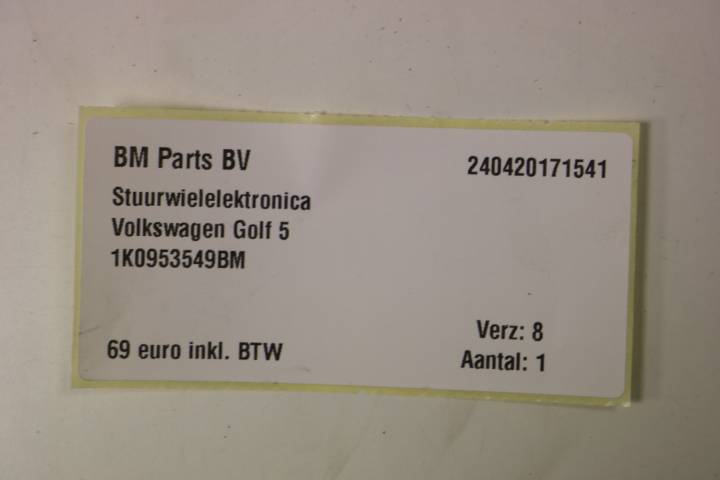 BM Parts BV
240420171541
Stuurwielelektronica
Volkswagen Golf 5
1K0953549BM
Verz: 8
69 euro inkl. BTW
Aantal: 1